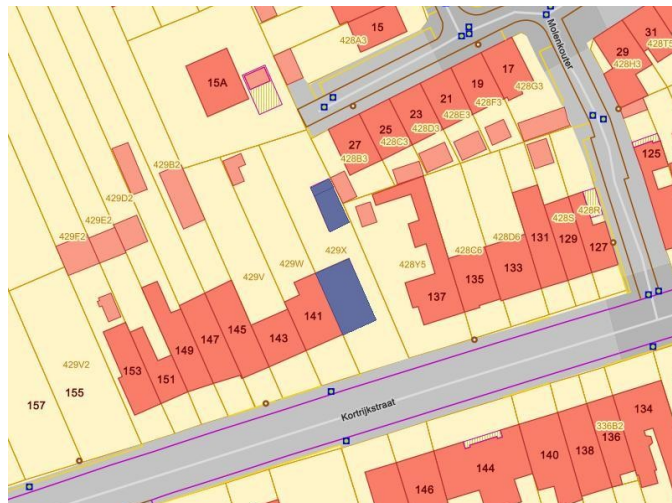 15
428A3
Molenkouter
31
29
428T5
428H3
15A
17
19
21
23
25
27
428G3
428F3
428E3
428D3
428C3
428B3
125
429B2
429D2
429E2
429F2
429X
429W
429V
428Y5
428C6
428D6
428S
428R
131
129
127
133
135
137
141
143
145
147
149
151
153
429V2
155
157
Kortrijkstraat
134
336B2
136
138
140
144
146